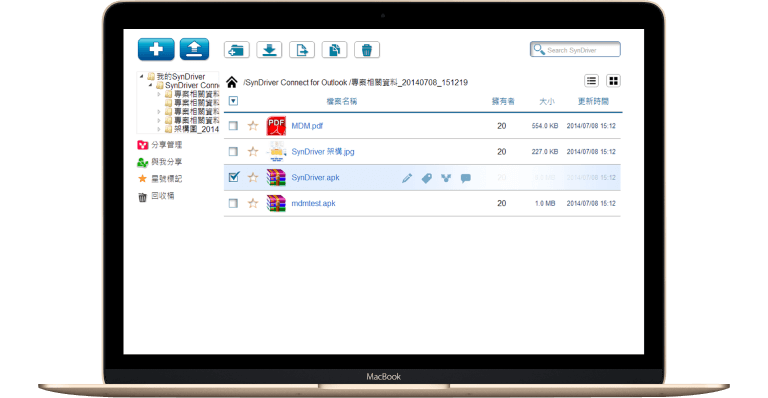 Search SynDriver
我的SynDriver
SynDriver Conn
專案相關資料
專案相關資料
專案相關資料
專案相關資料
架構圖_2014
分享管理
與我分享
星號標記
回收桶
/SynDriver Connect for Outlook /專案相關資料_20140708_151219
檔案名稱 擁有者 大小 更新時間
MDM.pdf 20 554.0 KB 2014/07/08 15:12
SynDriver 架構.jpg 20 227.0 KB 2014/07/08 15:12
SynDriver.apk 20 2014/07/08 15:12
mdmtest.apk 20 1.0 MB 2014/07/08 15:12
MacBook